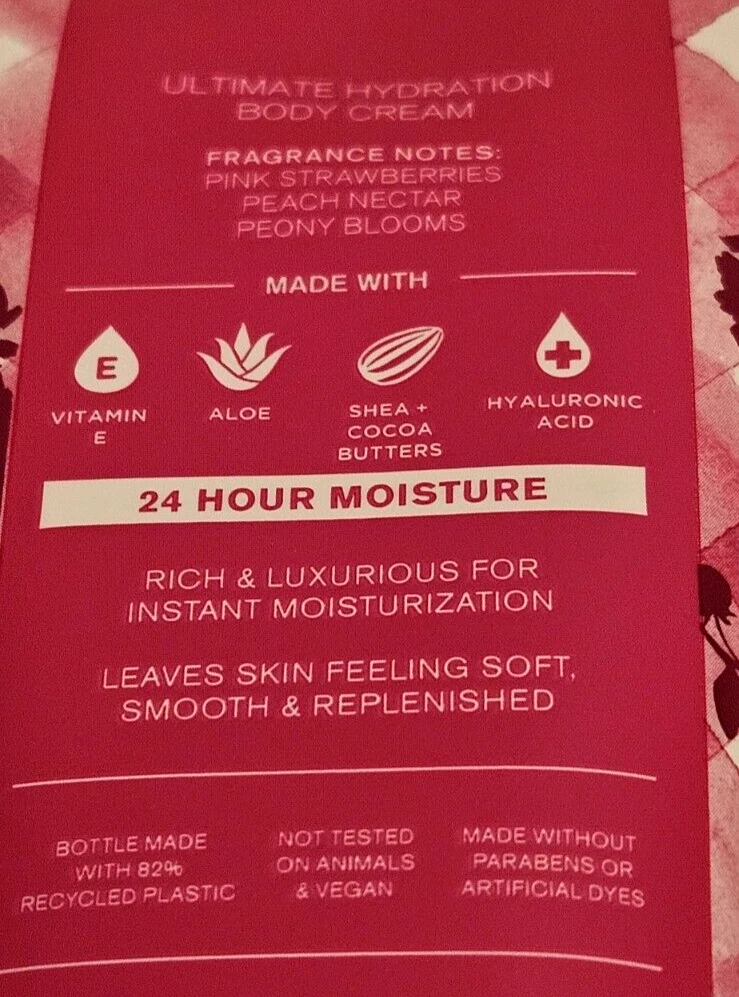 ULTIMATE HYDRATION
BODY CREAM
FRAGRANCE NOTES:
PINK STRAWBERRIES
PEACH NECTAR
PEONY BLOOMS
MADE WITH
E
VITAMIN
E
ALOE
SHEA +
COCOA
BUTTERS
HYALURONIC
ACID
24 HOUR MOISTURE
RICH & LUXURIOUS FOR
INSTANT MOISTURIZATION
LEAVES SKIN FEELING SOFT,
SMOOTH & REPLENISHED
BOTTLE MADE
WITH 82%
RECYCLED PLASTIC
NOT TESTED
ON ANIMALS
& VEGAN
MADE WITHOUT
PARABENS OR
ARTIFICIAL DYES